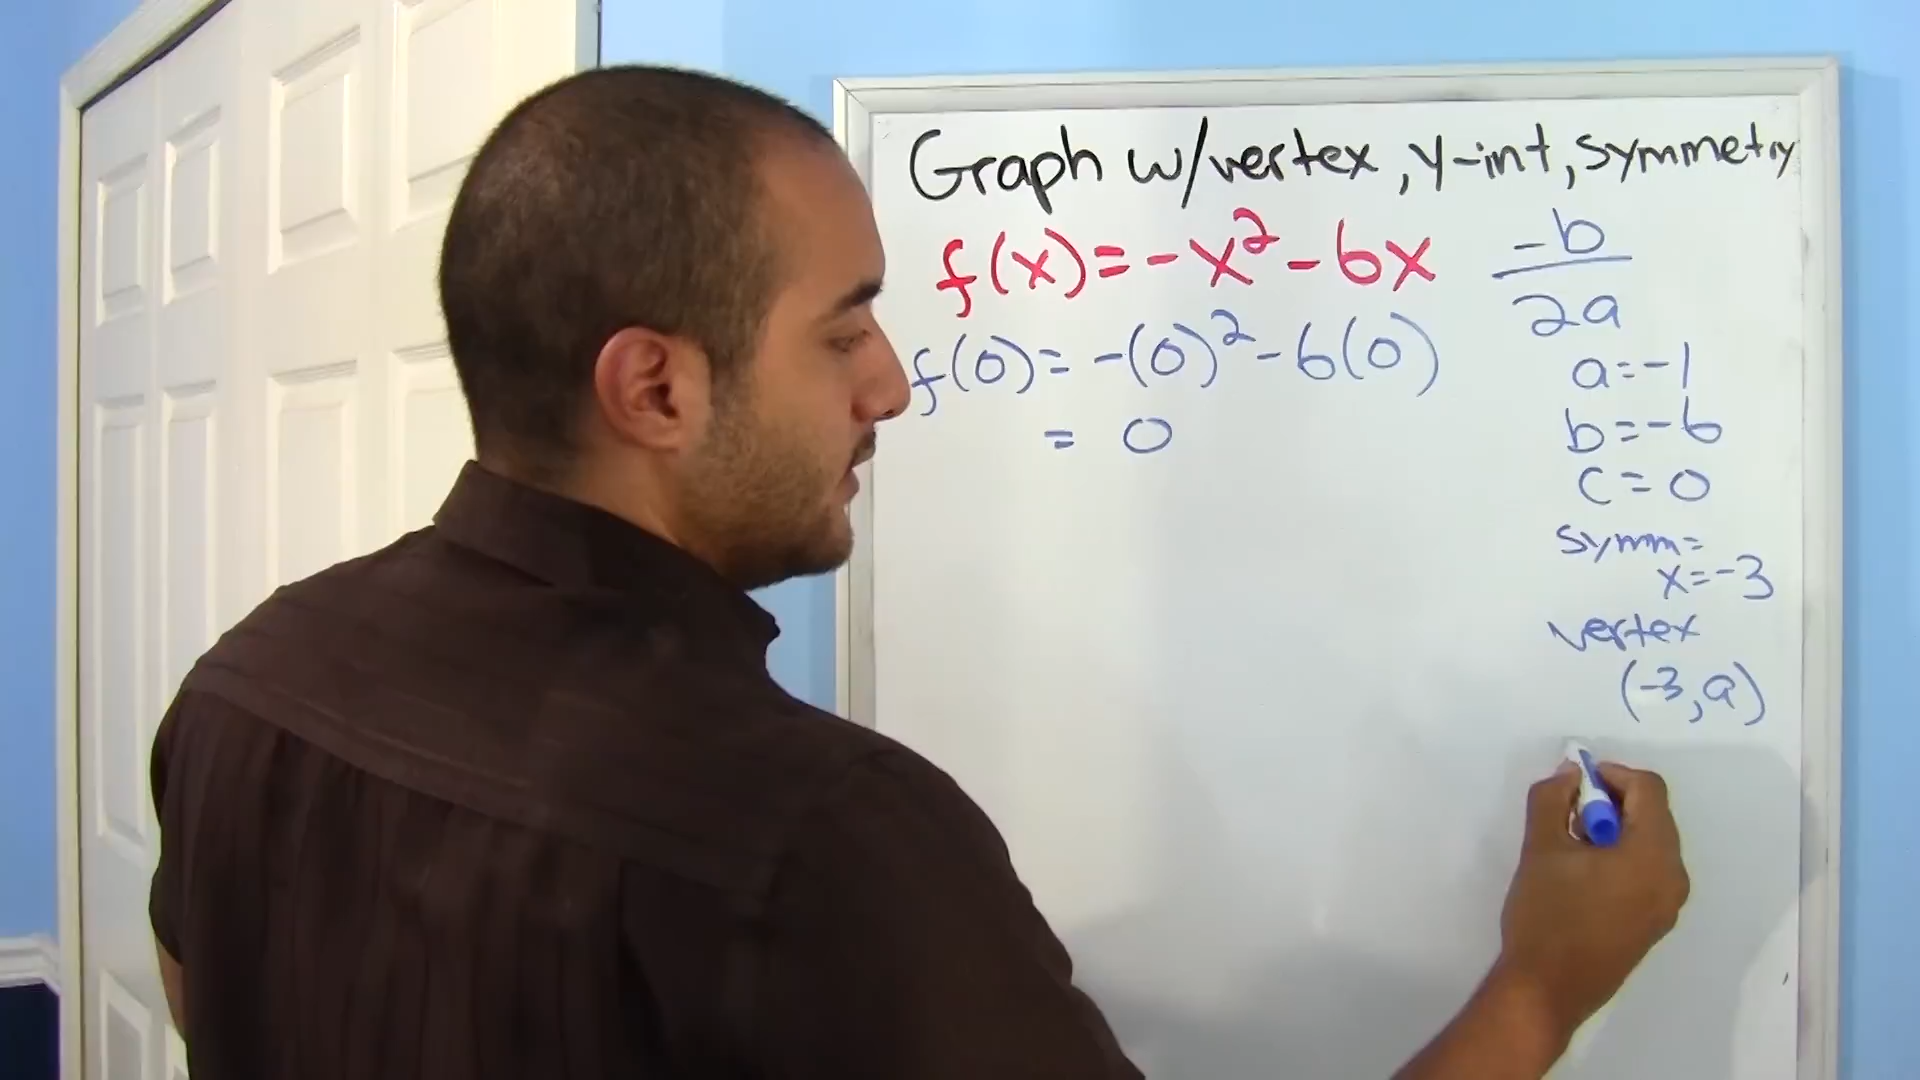 Graph w/vertex, y-int, symmetry
f(x) = -x² - 6x
-b
2a
f(0) = -(0)² - 6(0)
= 0
a = -1
b = -6
c = 0
symm =
x = -3
vertex
(-3, 9)